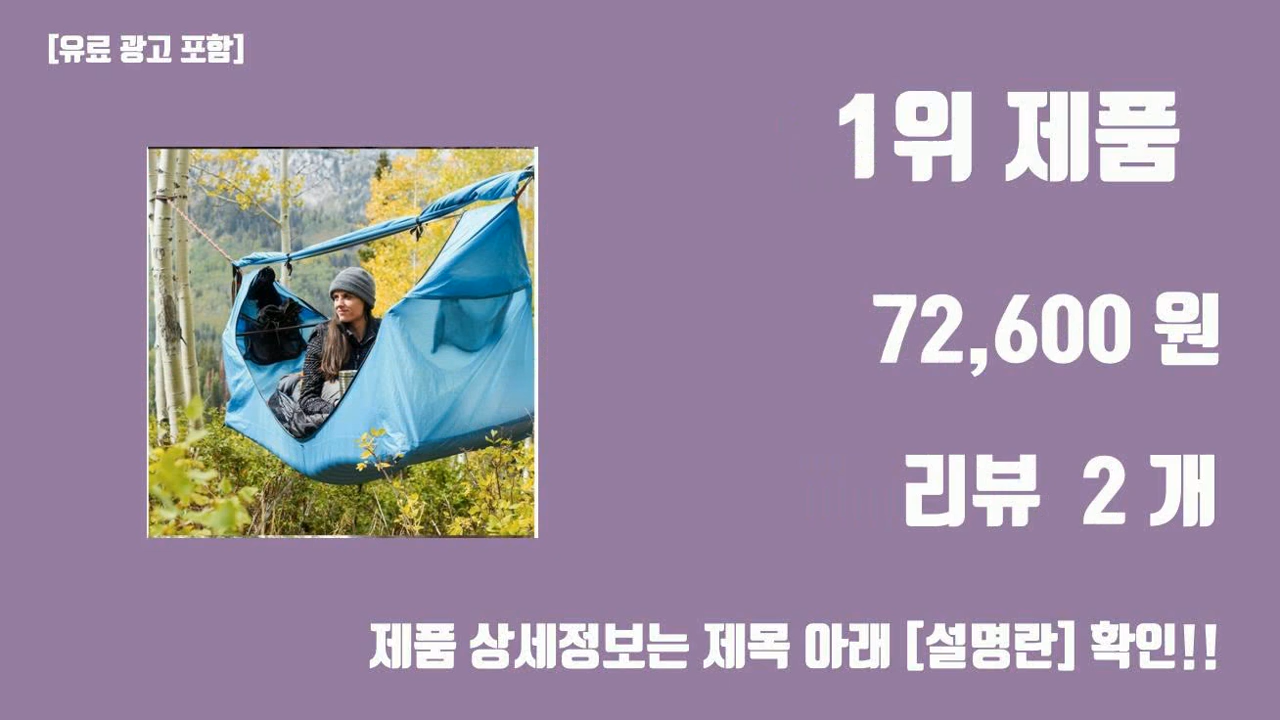 [유료 광고 포함]
1위 제품
72,600 원
리뷰 2 개
제품 상세정보는 제목 아래 [설명란] 확인!!